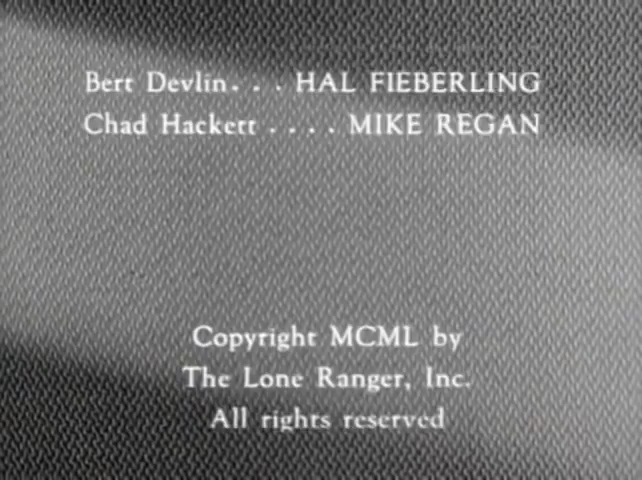 Bert Devlin. . . HAL FIEBERLING
Chad Hackett . . . . MIKE REGAN
Copyright MCML by
The Lone Ranger, Inc.
All rights reserved